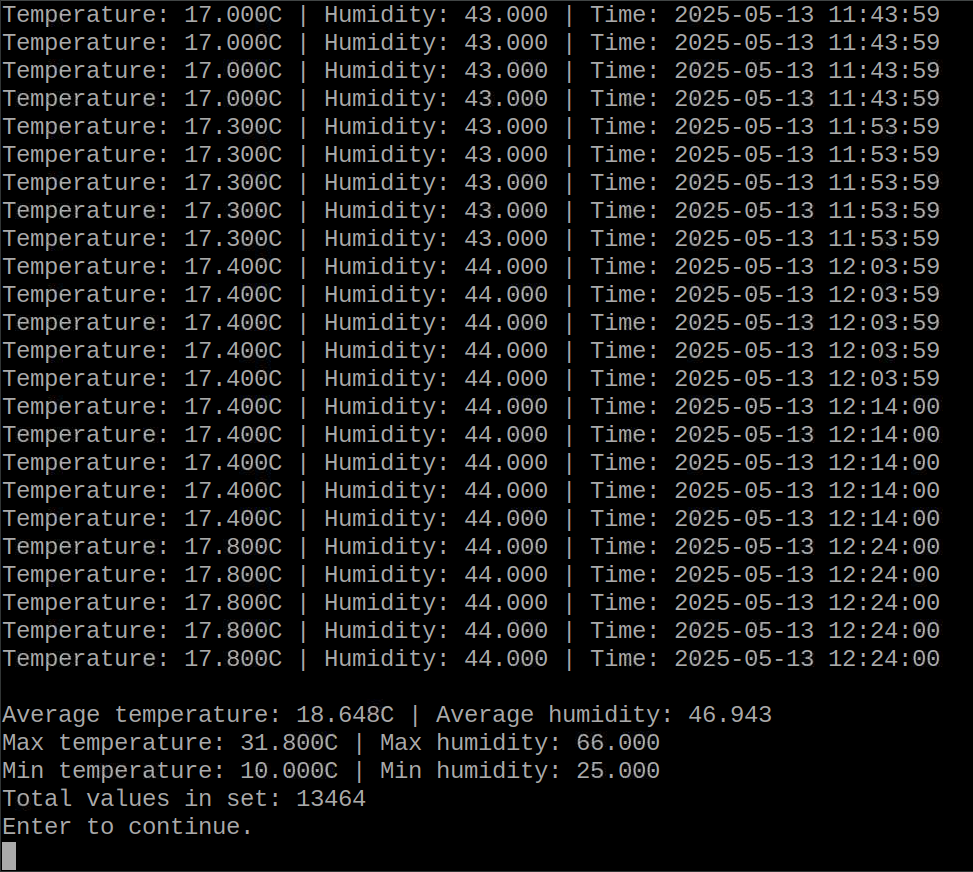 Temperature: 17.000C | Humidity: 43.000 | Time: 2025-05-13 11:43:59
Temperature: 17.000C | Humidity: 43.000 | Time: 2025-05-13 11:43:59
Temperature: 17.000C | Humidity: 43.000 | Time: 2025-05-13 11:43:59
Temperature: 17.000C | Humidity: 43.000 | Time: 2025-05-13 11:43:59
Temperature: 17.300C | Humidity: 43.000 | Time: 2025-05-13 11:53:59
Temperature: 17.300C | Humidity: 43.000 | Time: 2025-05-13 11:53:59
Temperature: 17.300C | Humidity: 43.000 | Time: 2025-05-13 11:53:59
Temperature: 17.300C | Humidity: 43.000 | Time: 2025-05-13 11:53:59
Temperature: 17.300C | Humidity: 43.000 | Time: 2025-05-13 11:53:59
Temperature: 17.400C | Humidity: 44.000 | Time: 2025-05-13 12:03:59
Temperature: 17.400C | Humidity: 44.000 | Time: 2025-05-13 12:03:59
Temperature: 17.400C | Humidity: 44.000 | Time: 2025-05-13 12:03:59
Temperature: 17.400C | Humidity: 44.000 | Time: 2025-05-13 12:03:59
Temperature: 17.400C | Humidity: 44.000 | Time: 2025-05-13 12:03:59
Temperature: 17.400C | Humidity: 44.000 | Time: 2025-05-13 12:14:00
Temperature: 17.400C | Humidity: 44.000 | Time: 2025-05-13 12:14:00
Temperature: 17.400C | Humidity: 44.000 | Time: 2025-05-13 12:14:00
Temperature: 17.400C | Humidity: 44.000 | Time: 2025-05-13 12:14:00
Temperature: 17.400C | Humidity: 44.000 | Time: 2025-05-13 12:14:00
Temperature: 17.800C | Humidity: 44.000 | Time: 2025-05-13 12:24:00
Temperature: 17.800C | Humidity: 44.000 | Time: 2025-05-13 12:24:00
Temperature: 17.800C | Humidity: 44.000 | Time: 2025-05-13 12:24:00
Temperature: 17.800C | Humidity: 44.000 | Time: 2025-05-13 12:24:00
Temperature: 17.800C | Humidity: 44.000 | Time: 2025-05-13 12:24:00
Average temperature: 18.648C | Average humidity: 46.943
Max temperature: 31.800C | Max humidity: 66.000
Min temperature: 10.000C | Min humidity: 25.000
Total values in set: 13464
Enter to continue.